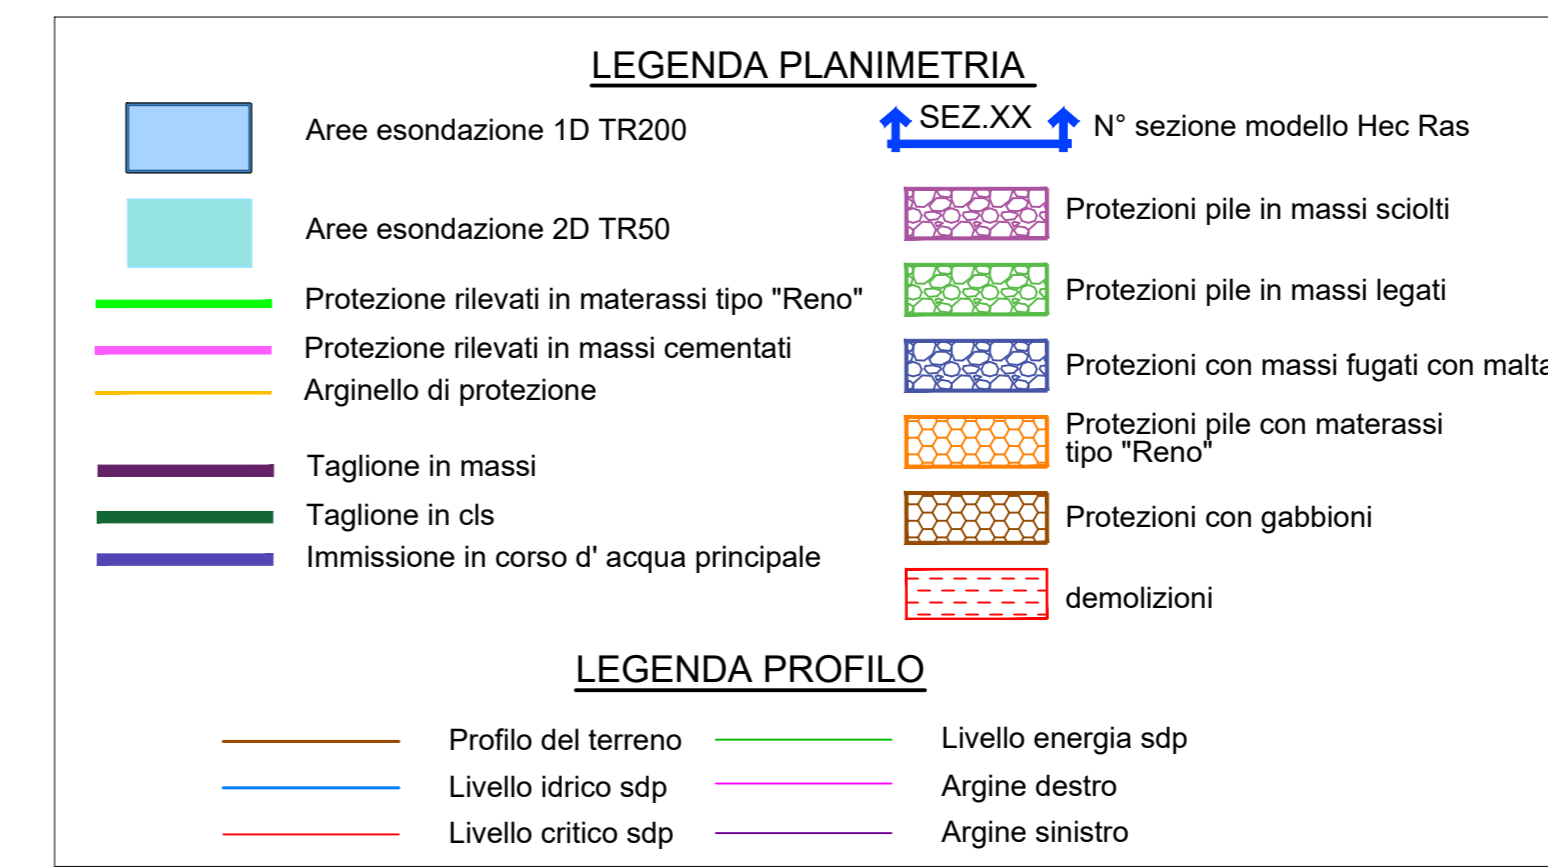 LEGENDA PLANIMETRIA
Aree esondazione 1D TR200
Aree esondazione 2D TR50
Protezione rilevati in materassi tipo "Reno"
Protezione rilevati in massi cementati
Arginello di protezione
Taglione in massi
Taglione in cls
Immissione in corso d' acqua principale
SEZ.XX
N° sezione modello Hec Ras
Protezioni pile in massi sciolti
Protezioni pile in massi legati
Protezioni con massi fugati con malta
Protezioni pile con materassi
tipo "Reno"
Protezioni con gabbioni
demolizioni
LEGENDA PROFILO
Profilo del terreno
Livello idrico sdp
Livello critico sdp
Livello energia sdp
Argine destro
Argine sinistro